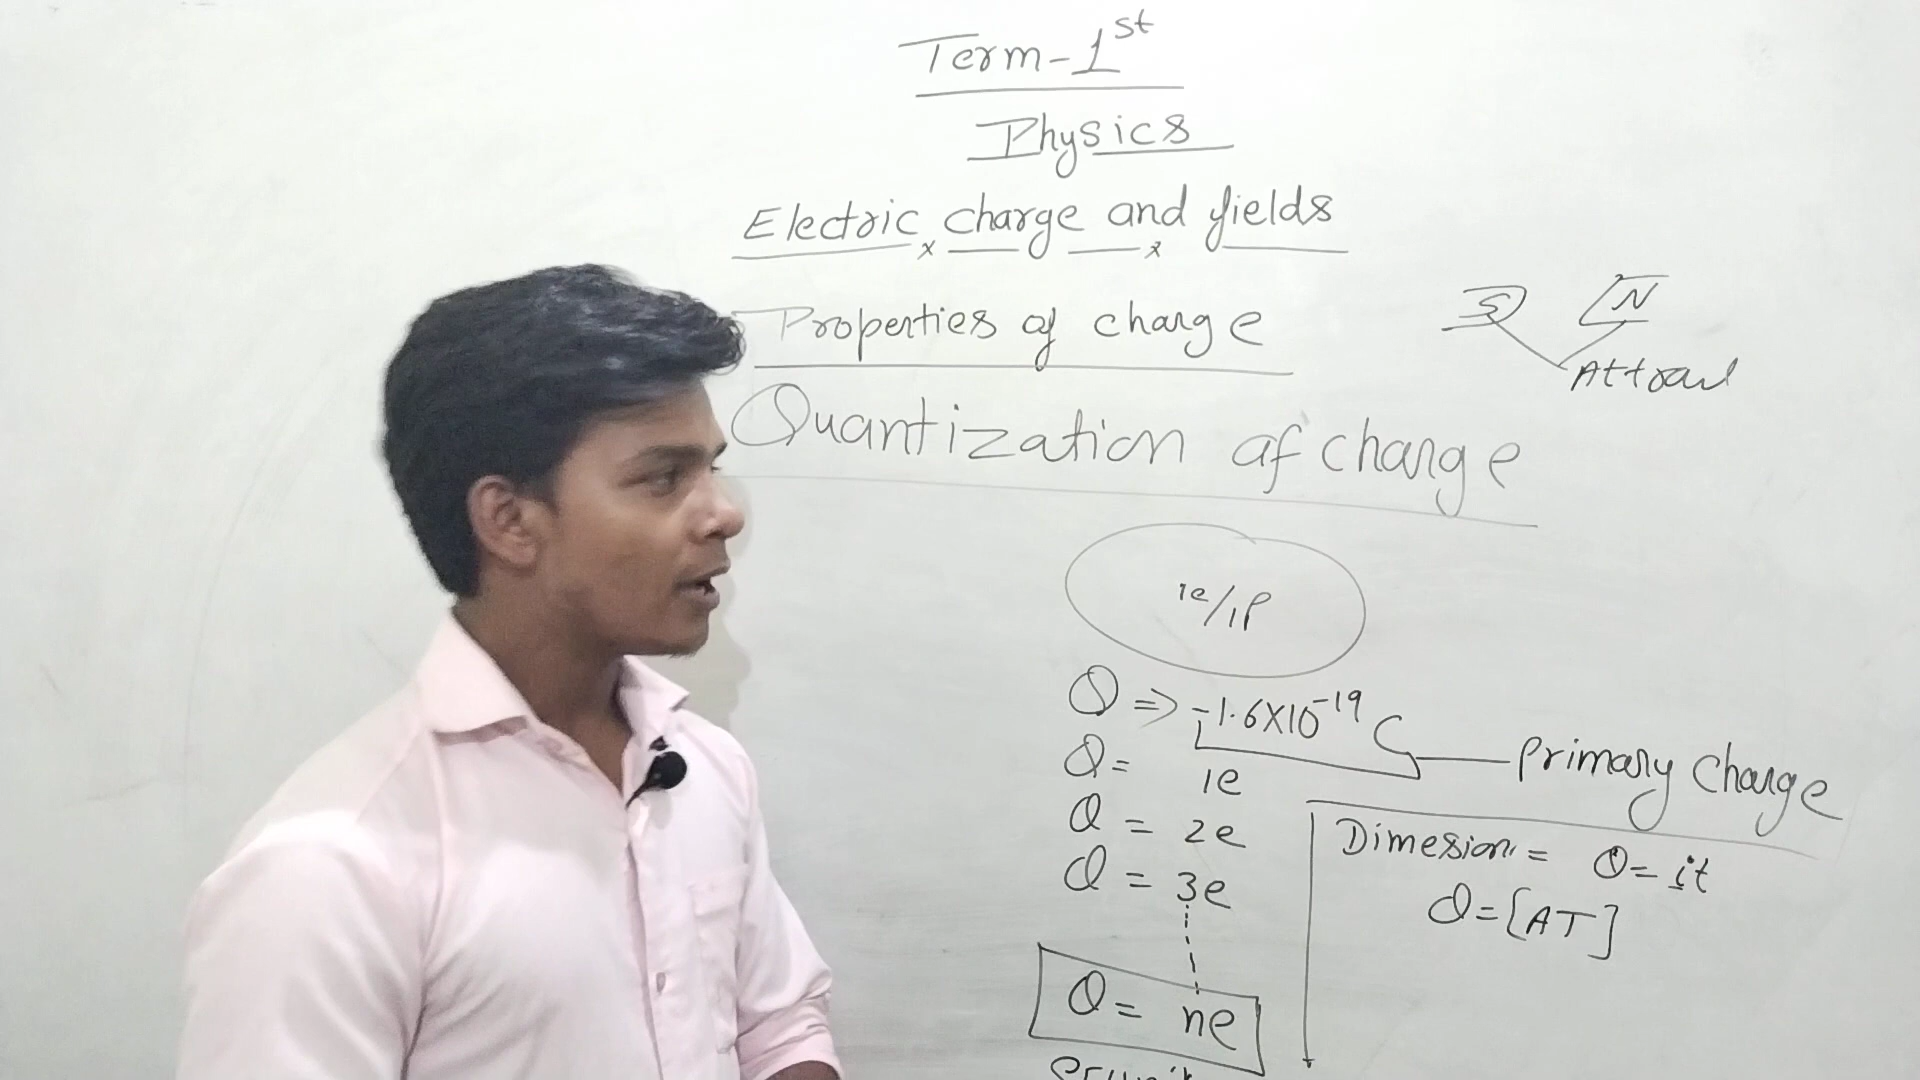 Term-1st
Physics
Electric charge and fields
Properties of charge
S N
Quantization of charge
1e/1P
Q => -1.6X10-19 C
Primary Charge
Q= 1e
Q = 2e
Q = 3e
Dimesion = Q= it
Q=[AT]
Q= ne